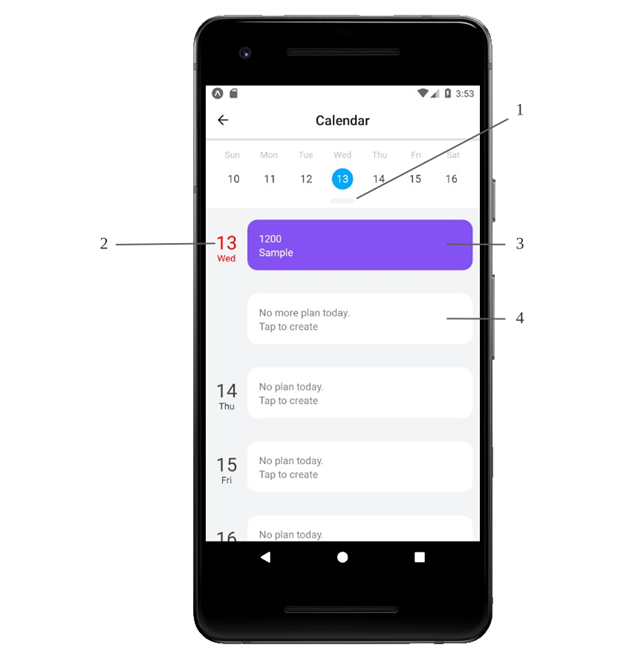 3:53
1
Calendar
Sun Mon Tue Wed Thu Fri Sat
10 11 12 13 14 15 16
2
13
Wed
1200
Sample
3
No more plan today.
Tap to create
4
14
Thu
No plan today.
Tap to create
15
Fri
No plan today.
Tap to create
16
No plan today.